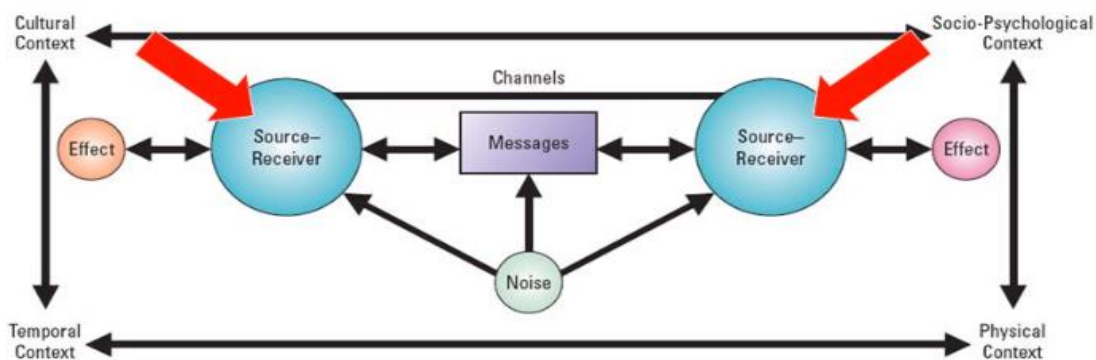 Cultural
Context
Socio-Psychological
Context
Channels
Effect
Source–
Receiver
Messages
Source–
Receiver
Effect
Noise
Temporal
Context
Physical
Context